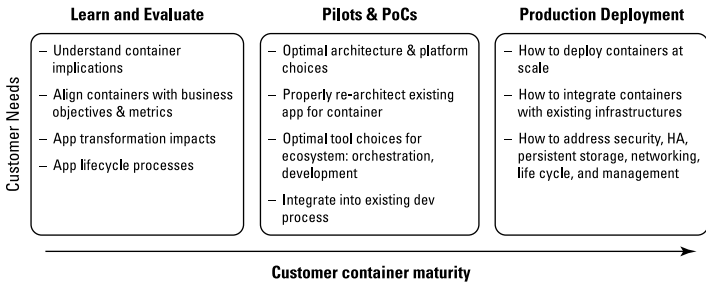 Learn and Evaluate
– Understand container
implications
– Align containers with business
objectives & metrics
– App transformation impacts
– App lifecycle processes
Pilots & PoCs
– Optimal architecture & platform
choices
– Properly re-architect existing
app for container
– Optimal tool choices for
ecosystem: orchestration,
development
– Integrate into existing dev
process
Production Deployment
– How to deploy containers at
scale
– How to integrate containers
with existing infrastructures
– How to address security, HA,
persistent storage, networking,
life cycle, and management
Customer Needs
Customer container maturity